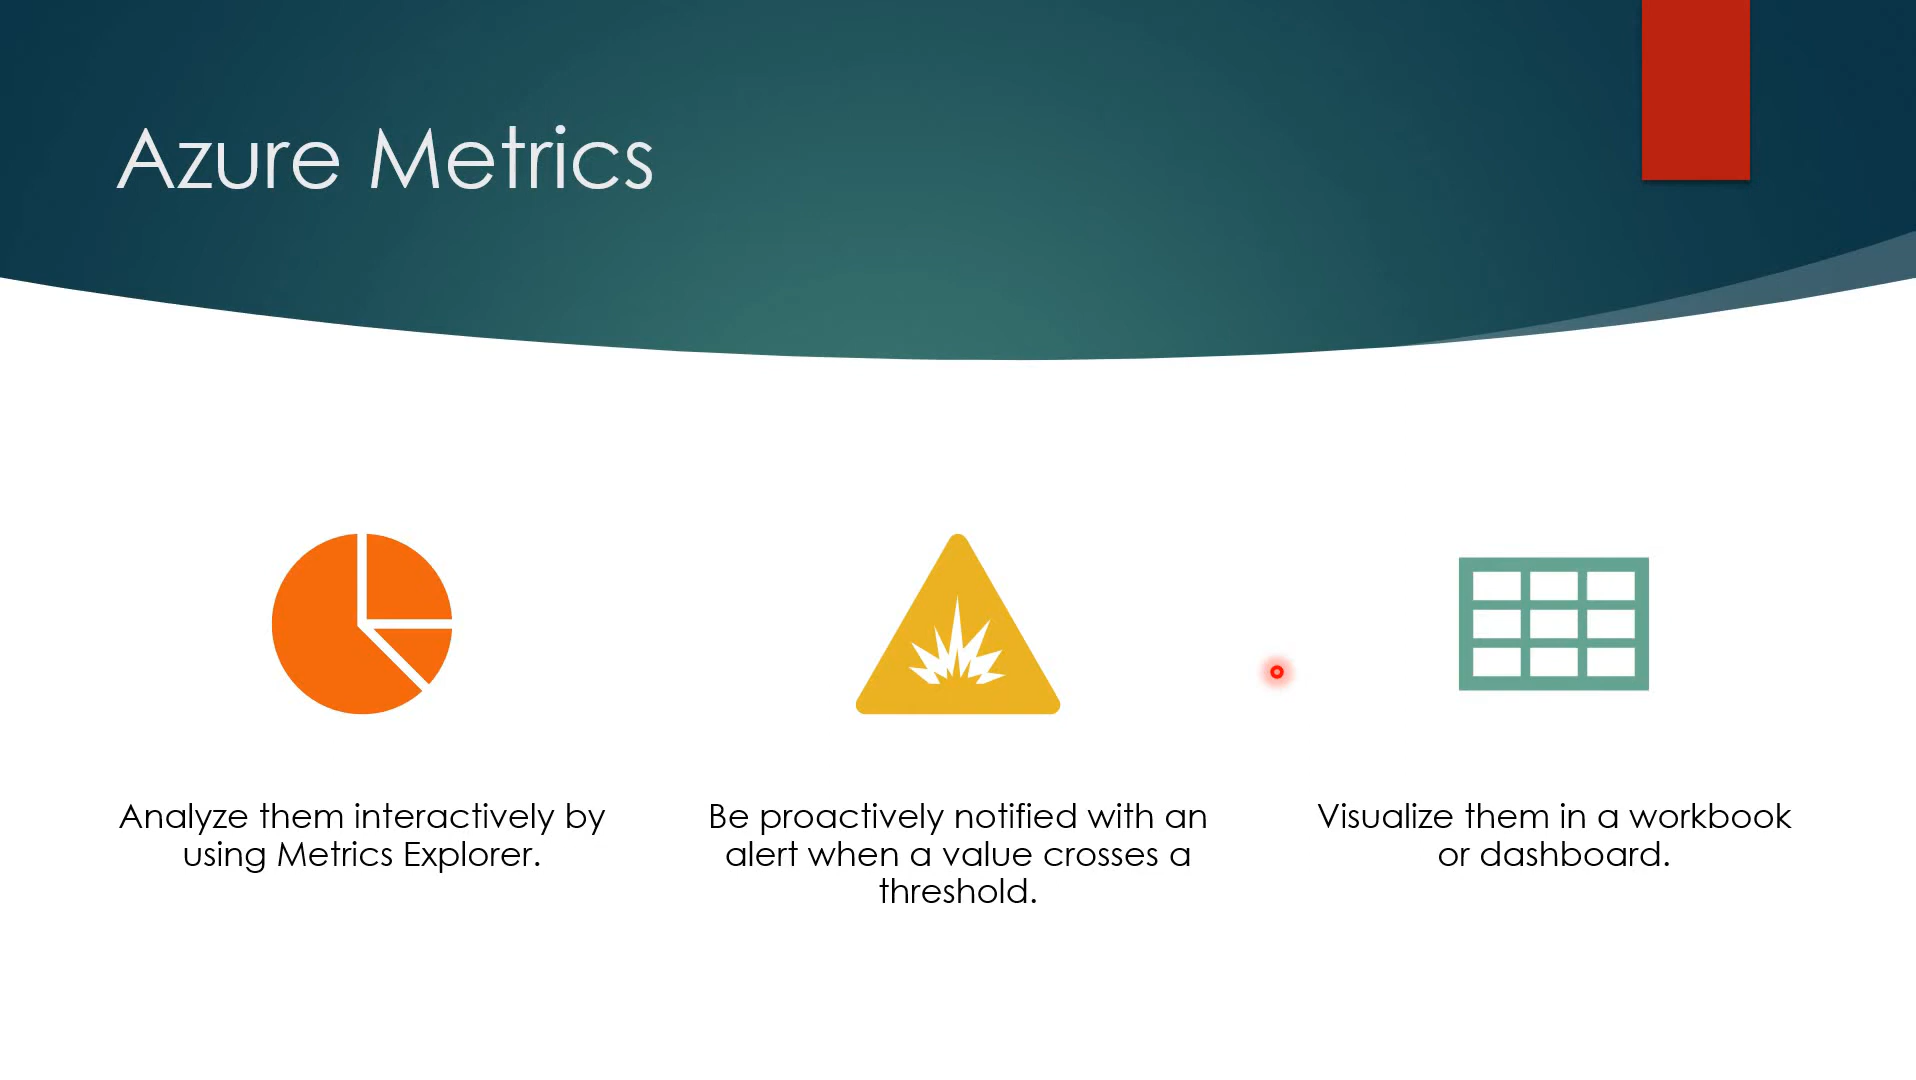 Azure Metrics
Analyze them interactively by
using Metrics Explorer.
Be proactively notified with an
alert when a value crosses a
threshold.
Visualize them in a workbook
or dashboard.